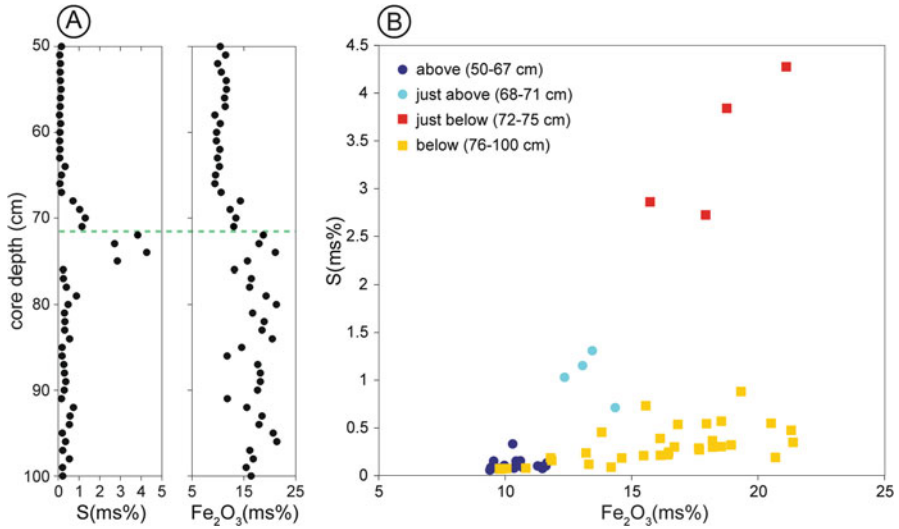 A
50
60
70
80
90
100
core depth (cm)
0 1 2 3 4 5
S(ms%)
5 15 25
Fe₂O₃(ms%)
B
4.5
4
3.5
3
2.5
2
1.5
1
0.5
0
S(ms%)
above (50-67 cm)
just above (68-71 cm)
just below (72-75 cm)
below (76-100 cm)
5 10 15 20 25
Fe₂O₃(ms%)